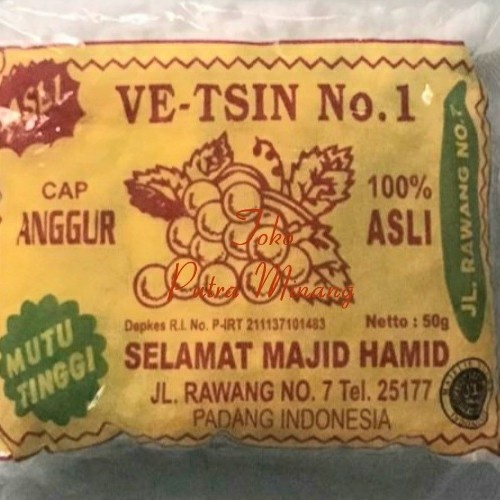 ASLI
VE-TSIN No.1
CAP
ANGGUR
100%
ASLI
JL. RAWANG NO.7
Toko
Putra Minang
Depkes R.I. No. P-IRT 211137101483
Netto : 50g
MUTU
TINGGI
SELAMAT MAJID HAMID
JL. RAWANG NO. 7 Tel. 25177
PADANG INDONESIA